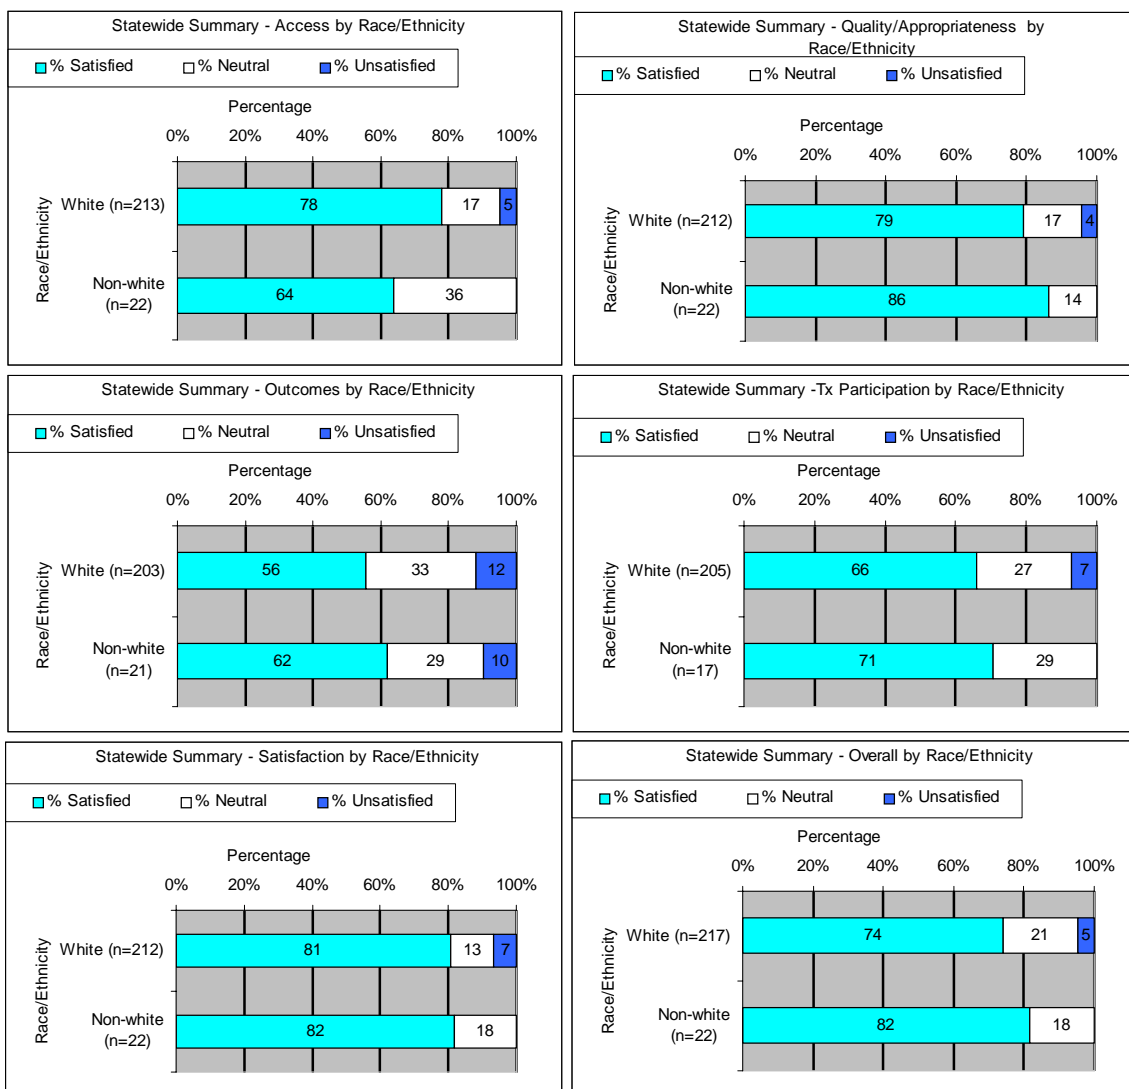 Statewide Summary - Access by Race/Ethnicity
% Satisfied % Neutral % Unsatisfied
Percentage
0% 20% 40% 60% 80% 100%
Race/Ethnicity
White (n=213)
78 17 5
Non-white
(n=22)
64 36
Statewide Summary - Quality/Appropriateness by
Race/Ethnicity
% Satisfied % Neutral % Unsatisfied
Percentage
0% 20% 40% 60% 80% 100%
Race/Ethnicity
White (n=212)
79 17 4
Non-white
(n=22)
86 14
Statewide Summary - Outcomes by Race/Ethnicity
% Satisfied % Neutral % Unsatisfied
Percentage
0% 20% 40% 60% 80% 100%
Race/Ethnicity
White (n=203)
56 33 12
Non-white
(n=21)
62 29 10
Statewide Summary -Tx Participation by Race/Ethnicity
% Satisfied % Neutral % Unsatisfied
Percentage
0% 20% 40% 60% 80% 100%
Race/Ethnicity
White (n=205)
66 27 7
Non-white
(n=17)
71 29
Statewide Summary - Satisfaction by Race/Ethnicity
% Satisfied % Neutral % Unsatisfied
Percentage
0% 20% 40% 60% 80% 100%
Race/Ethnicity
White (n=212)
81 13 7
Non-white
(n=22)
82 18
Statewide Summary - Overall by Race/Ethnicity
% Satisfied % Neutral % Unsatisfied
Percentage
0% 20% 40% 60% 80% 100%
Race/Ethnicity
White (n=217)
74 21 5
Non-white
(n=22)
82 18